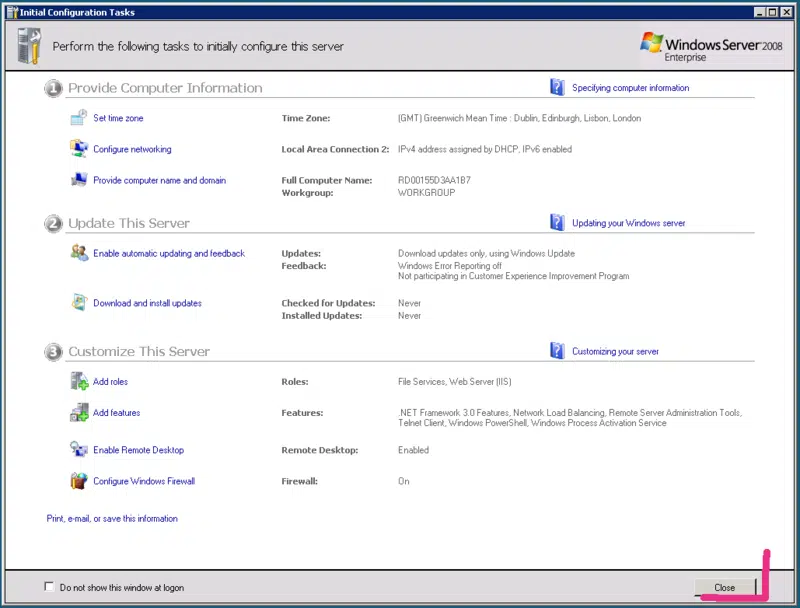 Initial Configuration Tasks
Perform the following tasks to initially configure this server
Windows Server 2008
Enterprise
1 Provide Computer Information
Specifying computer information
Set time zone
Time Zone: (GMT) Greenwich Mean Time : Dublin, Edinburgh, Lisbon, London
Configure networking
Local Area Connection 2: IPv4 address assigned by DHCP, IPv6 enabled
Provide computer name and domain
Full Computer Name: RD00155D3AA1B7
Workgroup: WORKGROUP
2 Update This Server
Updating your Windows server
Enable automatic updating and feedback
Updates: Download updates only, using Windows Update
Feedback: Windows Error Reporting off
Not participating in Customer Experience Improvement Program
Download and install updates
Checked for Updates: Never
Installed Updates: Never
3 Customize This Server
Customizing your server
Add roles
Roles: File Services, Web Server (IIS)
Add features
Features: .NET Framework 3.0 Features, Network Load Balancing, Remote Server Administration Tools,
Telnet Client, Windows PowerShell, Windows Process Activation Service
Enable Remote Desktop
Remote Desktop: Enabled
Configure Windows Firewall
Firewall: On
Print, e-mail, or save this information
Do not show this window at logon
Close